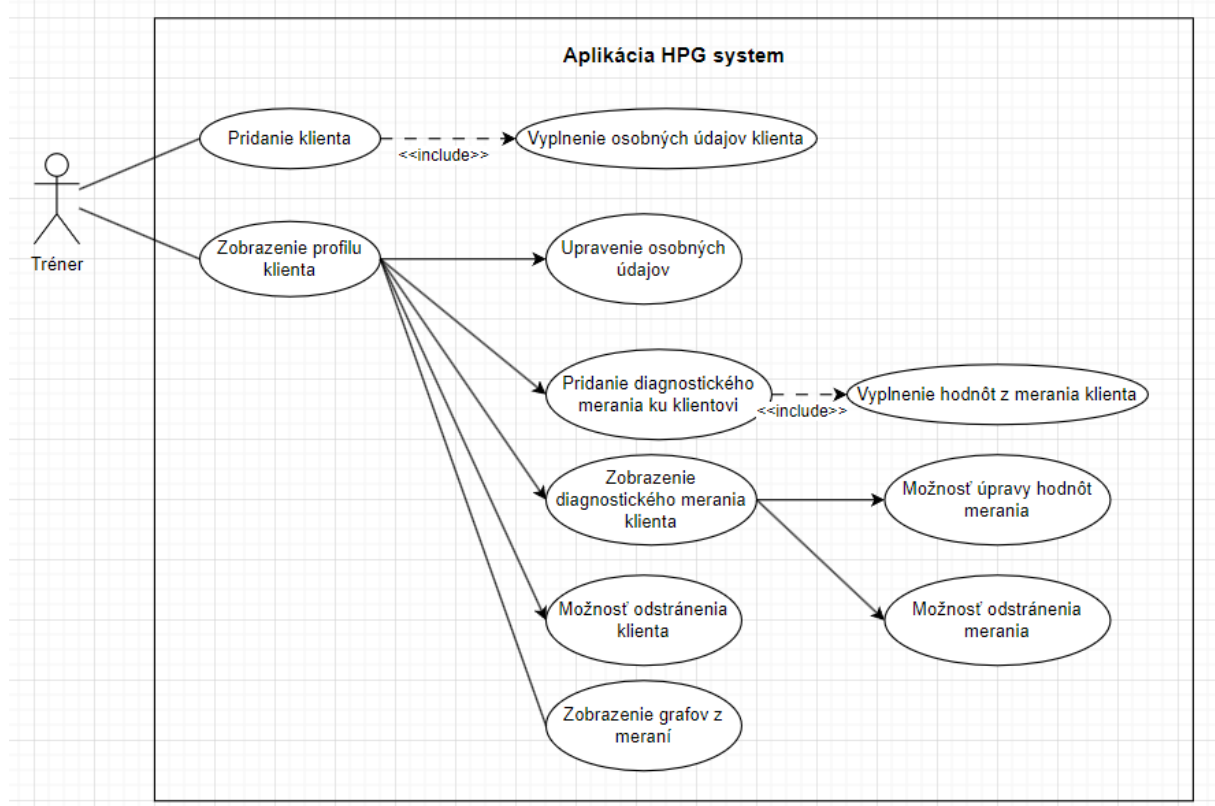 Aplikácia HPG system
Pridanie klienta
<<include>>
Vyplnenie osobných údajov klienta
Tréner
Zobrazenie profilu
klienta
Upravenie osobných
údajov
Pridanie diagnostického
merania ku klientovi
<<include>>
Vyplnenie hodnôt z merania klienta
Zobrazenie
diagnostického merania
klienta
Možnosť úpravy hodnôt
merania
Možnosť odstránenia
klienta
Možnosť odstránenia
merania
Zobrazenie grafov z
meraní